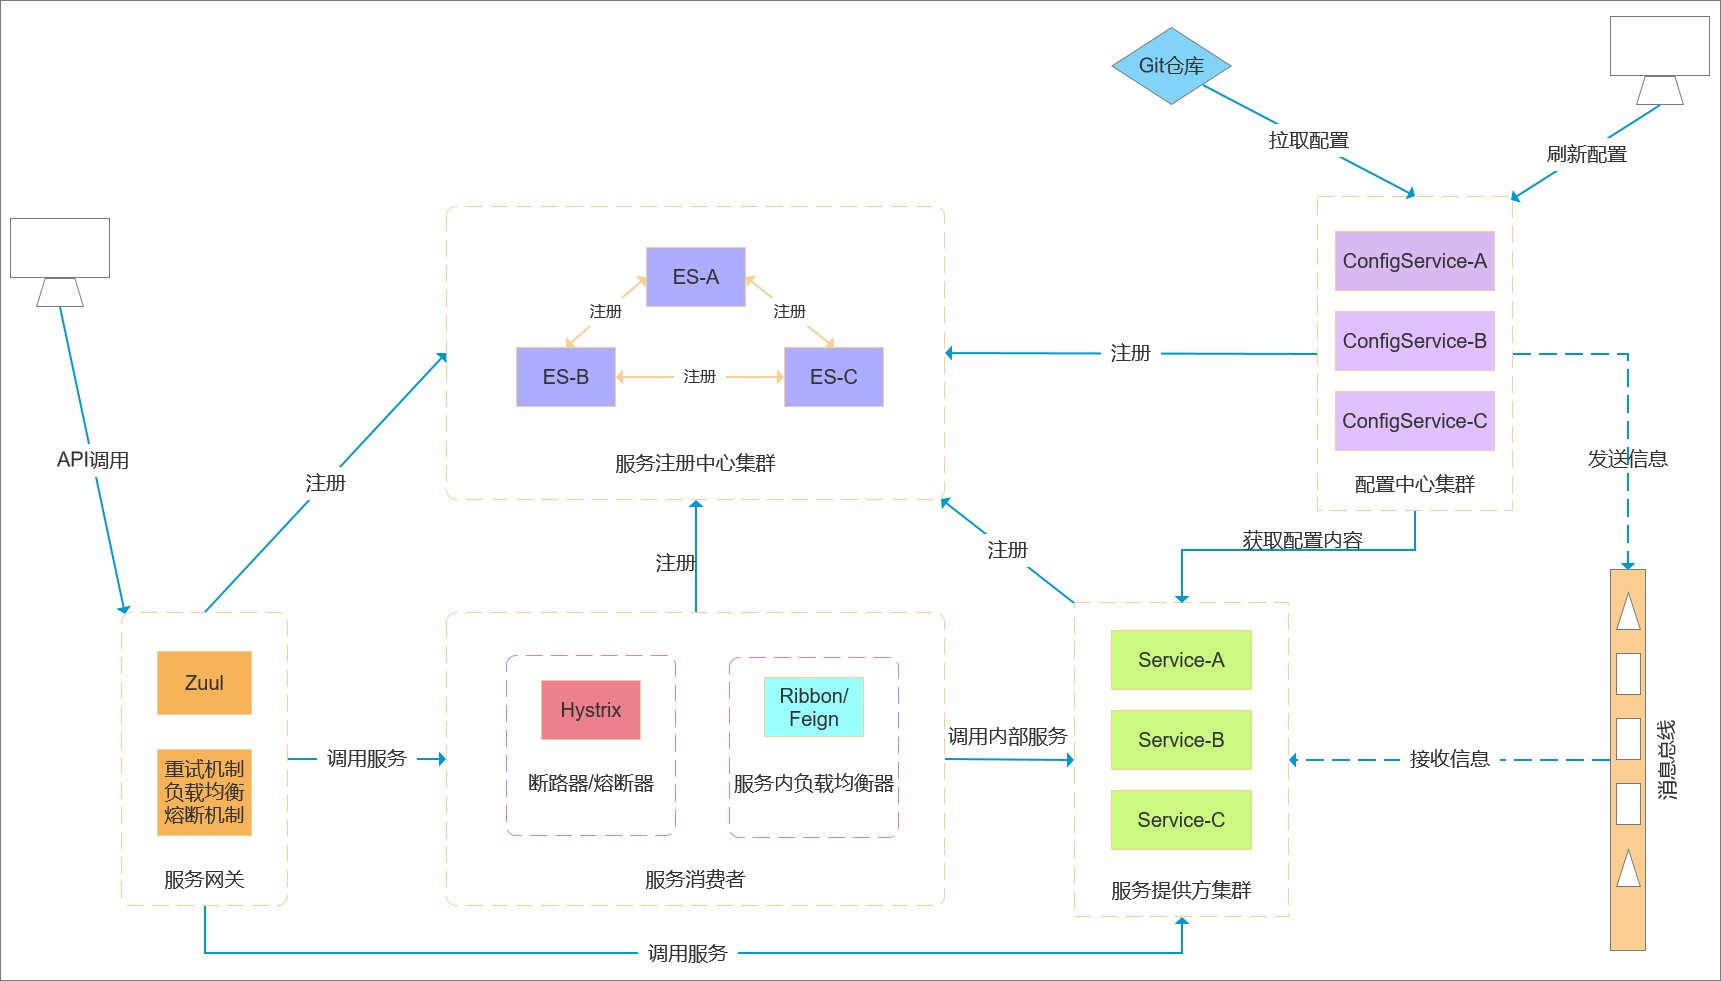 Git仓库
拉取配置
刷新配置
ES-A
注册
注册
ES-B
注册
ES-C
服务注册中心集群
注册
ConfigService-A
ConfigService-B
ConfigService-C
配置中心集群
发送信息
API调用
注册
注册
注册
获取配置内容
Zuul
重试机制
负载均衡
熔断机制
服务网关
调用服务
Hystrix
断路器/熔断器
Ribbon/
Feign
服务内负载均衡器
服务消费者
调用内部服务
Service-A
Service-B
Service-C
服务提供方集群
接收信息
消息总线
调用服务